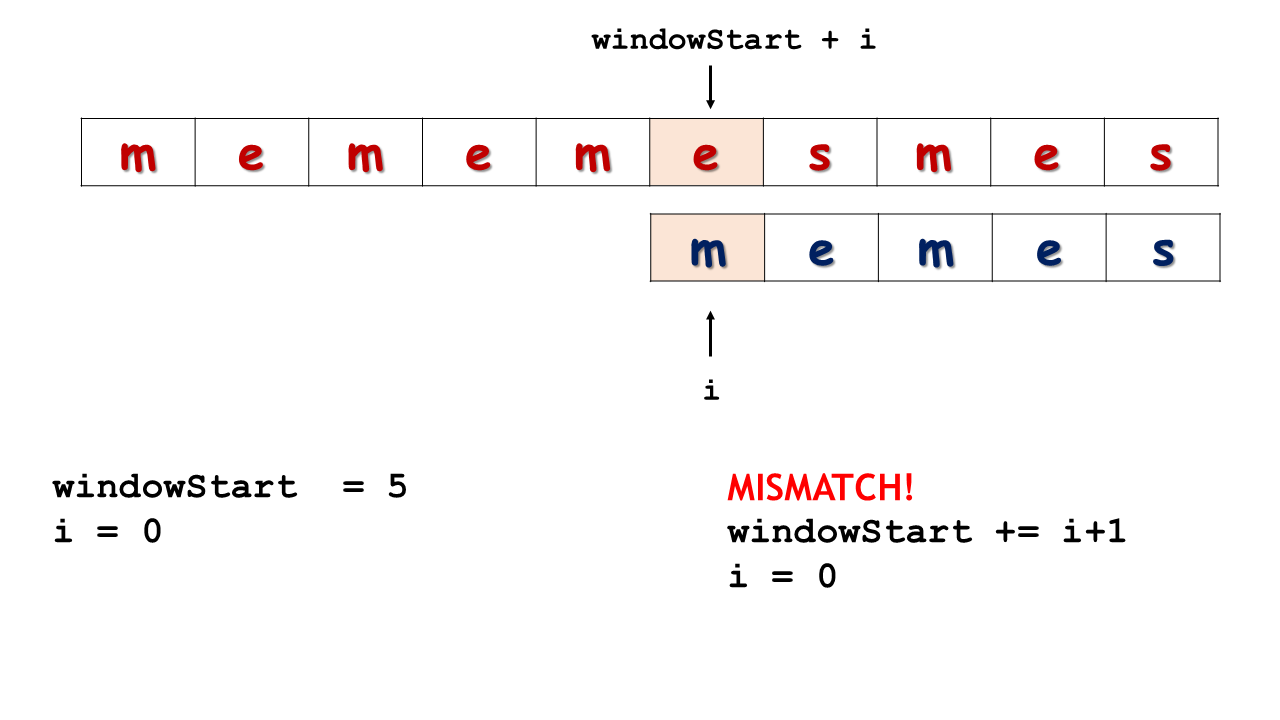 windowStart + i
m e m e m e s m e s
m e m e s
i
windowStart = 5
i = 0
MISMATCH!
windowStart += i+1
i = 0